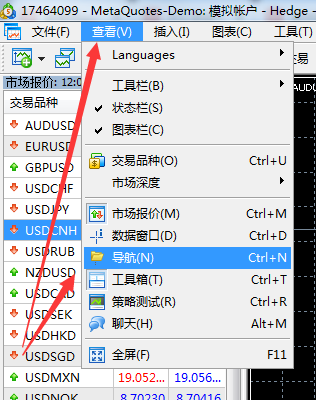 17464099 - MetaQuotes-Demo: 模拟帐户 - Hedge -
文件(F) 查看(V) 插入(I) 图表(C) 工具(T)
Languages
工具栏(B)
状态栏(S)
图表栏(C)
交易品种(O) Ctrl+U
市场深度
市场报价(M) Ctrl+M
数据窗口(D) Ctrl+D
导航(N) Ctrl+N
工具箱(T) Ctrl+T
策略测试(R) Ctrl+R
聊天(H) Alt+M
全屏(F) F11
交易
市场报价: 12:0
交易品种
AUDUSD
EURUSD
GBPUSD
USDCHF
USDJPY
USDCNH
USDRUB
NZDUSD
USDCAD
USDSEK
USDHKD
USDSGD
USDMXN 19.052... 19.056...
USDNOK 8.70230 8.70416
AUD